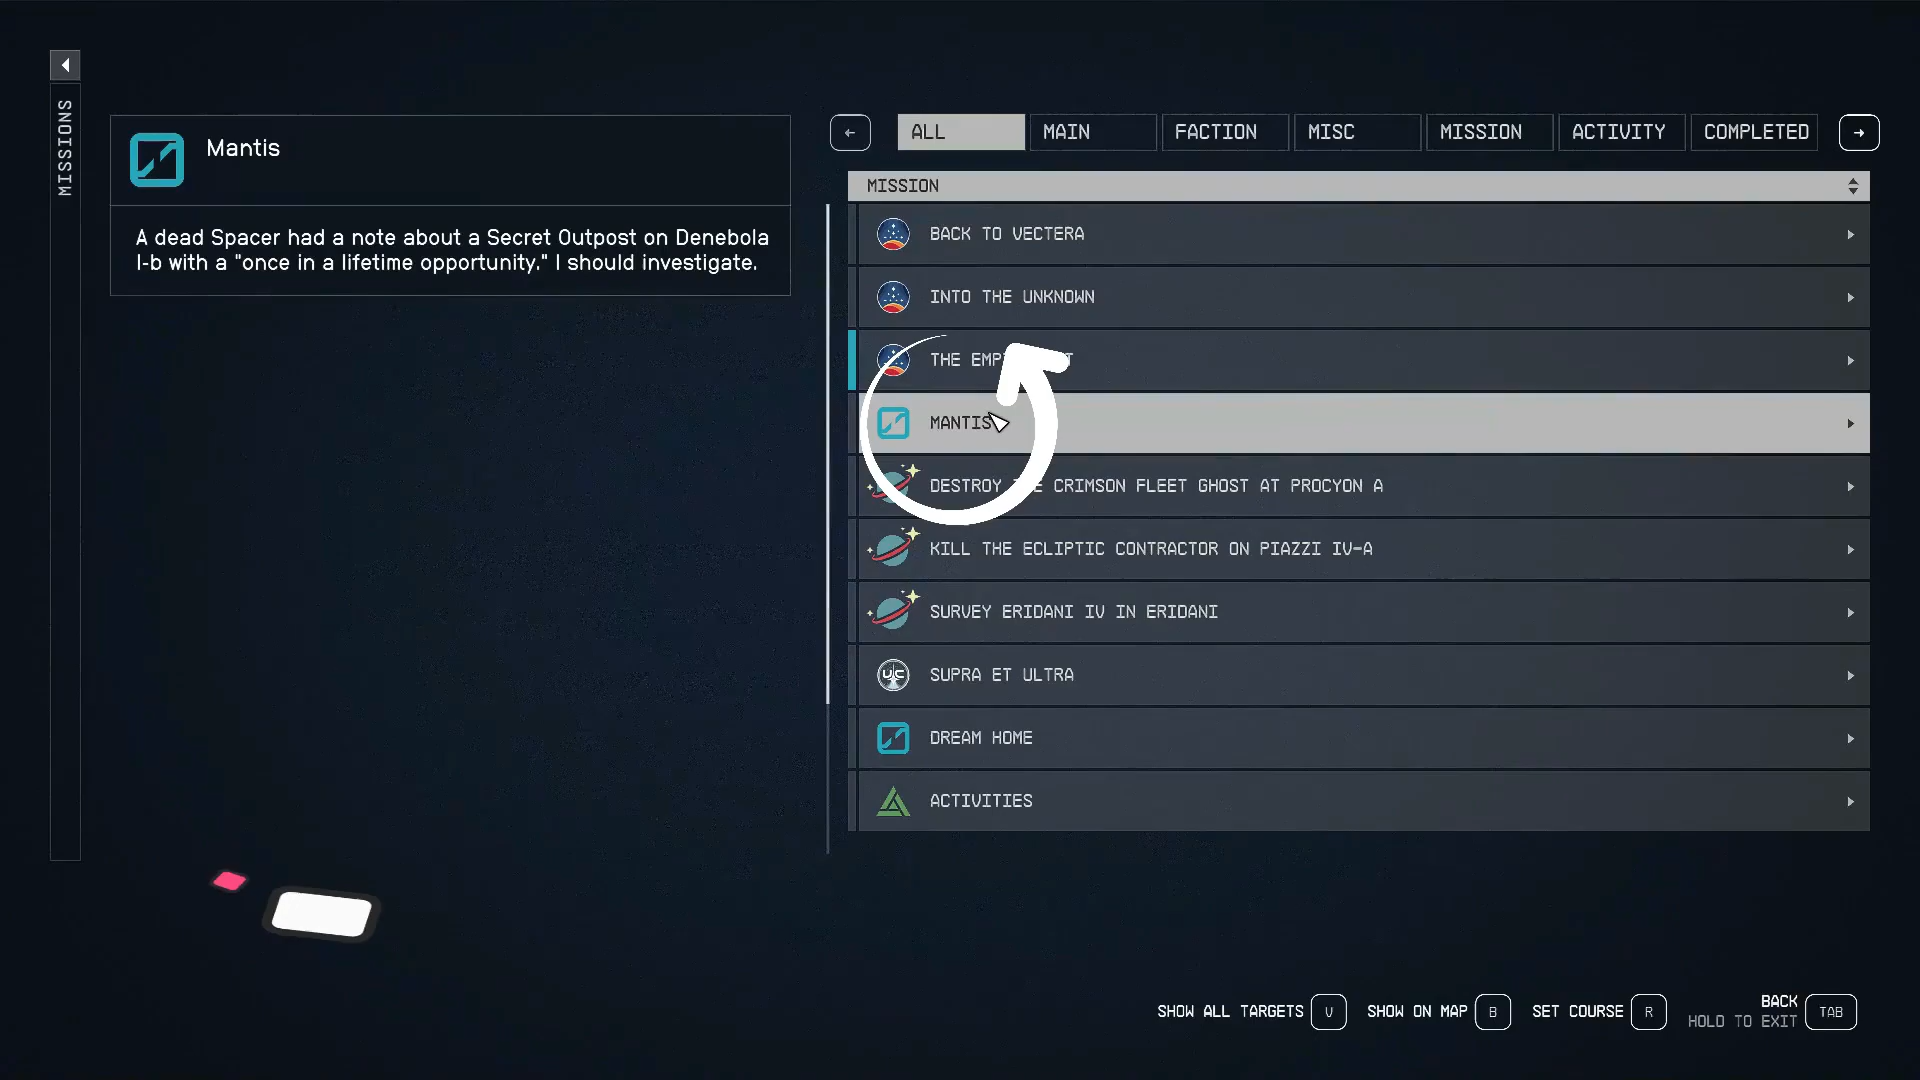 MISSIONS
Mantis
A dead Spacer had a note about a Secret Outpost on Denebola
I-b with a "once in a lifetime opportunity." I should investigate.
ALL MAIN FACTION MISC MISSION ACTIVITY COMPLETED
MISSION
BACK TO VECTERA
INTO THE UNKNOWN
THE
MANTIS
DESTROY CRIMSON FLEET GHOST AT PROCYON A
KILL THE ECLIPTIC CONTRACTOR ON PIAZZI IV-A
SURVEY ERIDANI IV IN ERIDANI
UC
SUPRA ET ULTRA
DREAM HOME
ACTIVITIES
SHOW ALL TARGETS V SHOW ON MAP B SET COURSE R BACK TAB
HOLD TO EXIT